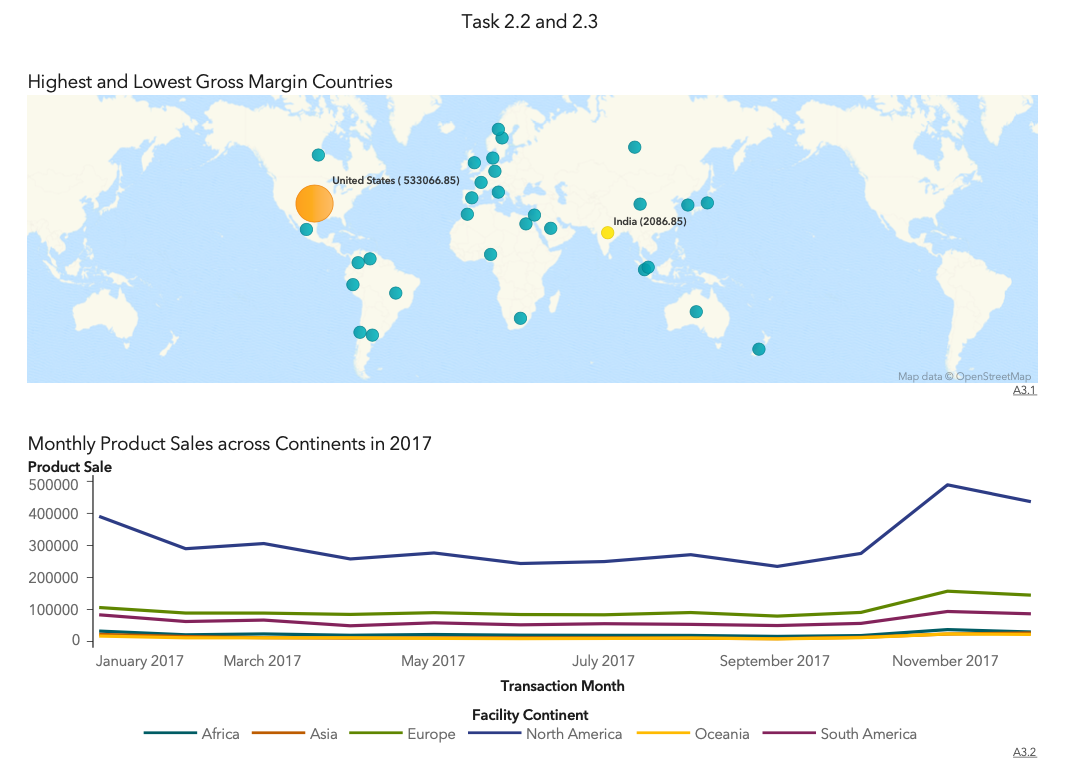 Task 2.2 and 2.3
Highest and Lowest Gross Margin Countries
United States ( 533066.85)
India (2086.85)
Map data © OpenStreetMap
A3.1
Monthly Product Sales across Continents in 2017
Product Sale
500000
400000
300000
200000
100000
0
January 2017 March 2017 May 2017 July 2017 September 2017 November 2017
Transaction Month
Facility Continent
Africa Asia Europe North America Oceania South America
A3.2